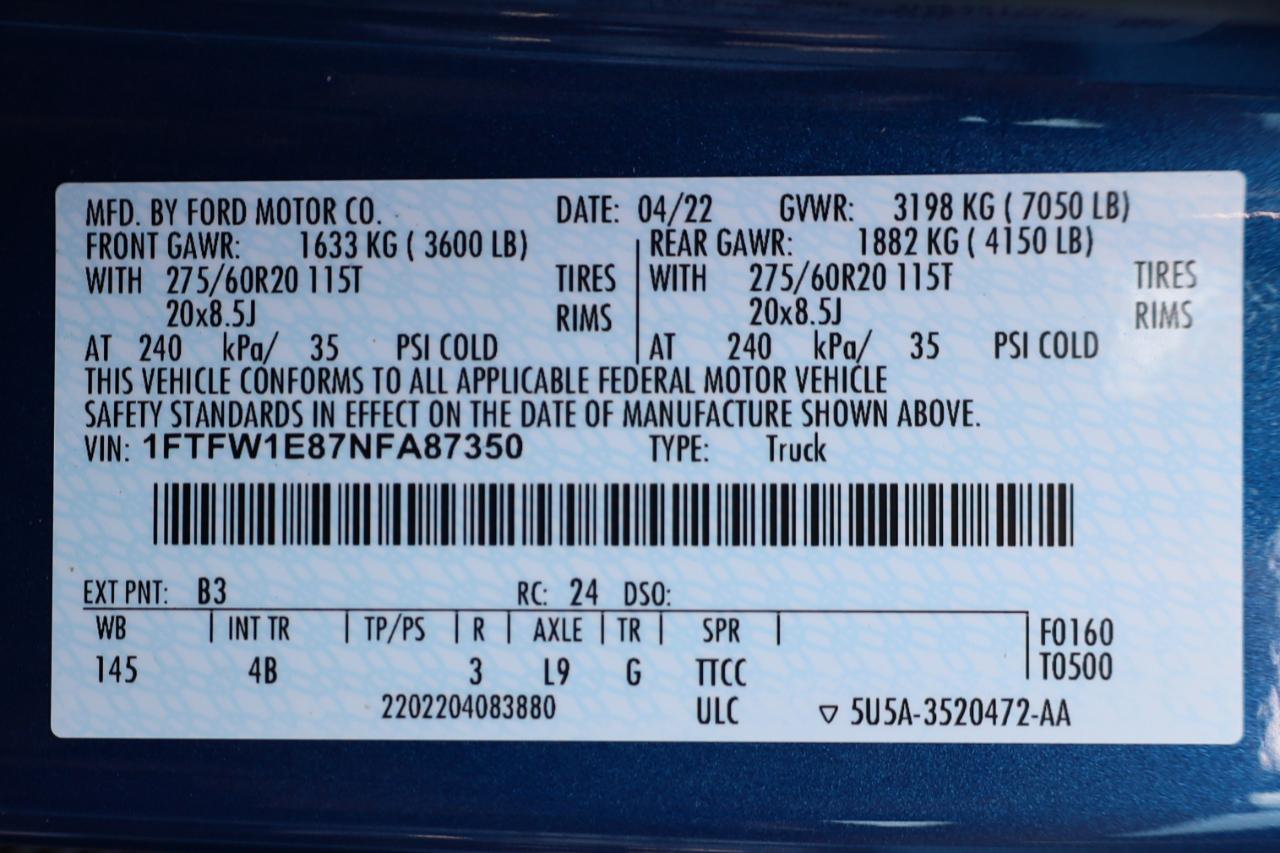 MFD. BY FORD MOTOR CO. DATE: 04/22 GVWR: 3198 KG ( 7050 LB)
FRONT GAWR: 1633 KG ( 3600 LB) REAR GAWR: 1882 KG ( 4150 LB)
WITH 275/60R20 115T TIRES WITH 275/60R20 115T TIRES
20x8.5J RIMS 20x8.5J RIMS
AT 240 kPa/ 35 PSI COLD AT 240 kPa/ 35 PSI COLD
THIS VEHICLE CONFORMS TO ALL APPLICABLE FEDERAL MOTOR VEHICLE
SAFETY STANDARDS IN EFFECT ON THE DATE OF MANUFACTURE SHOWN ABOVE.
VIN: 1FTFW1E87NFA87350 TYPE: Truck
EXT PNT: B3 RC: 24 DSO:
WB INT TR TP/PS R AXLE TR SPR F0160
145 4B 3 L9 G TTCC T0500
2202204083880 ULC ▽ 5U5A-3520472-AA